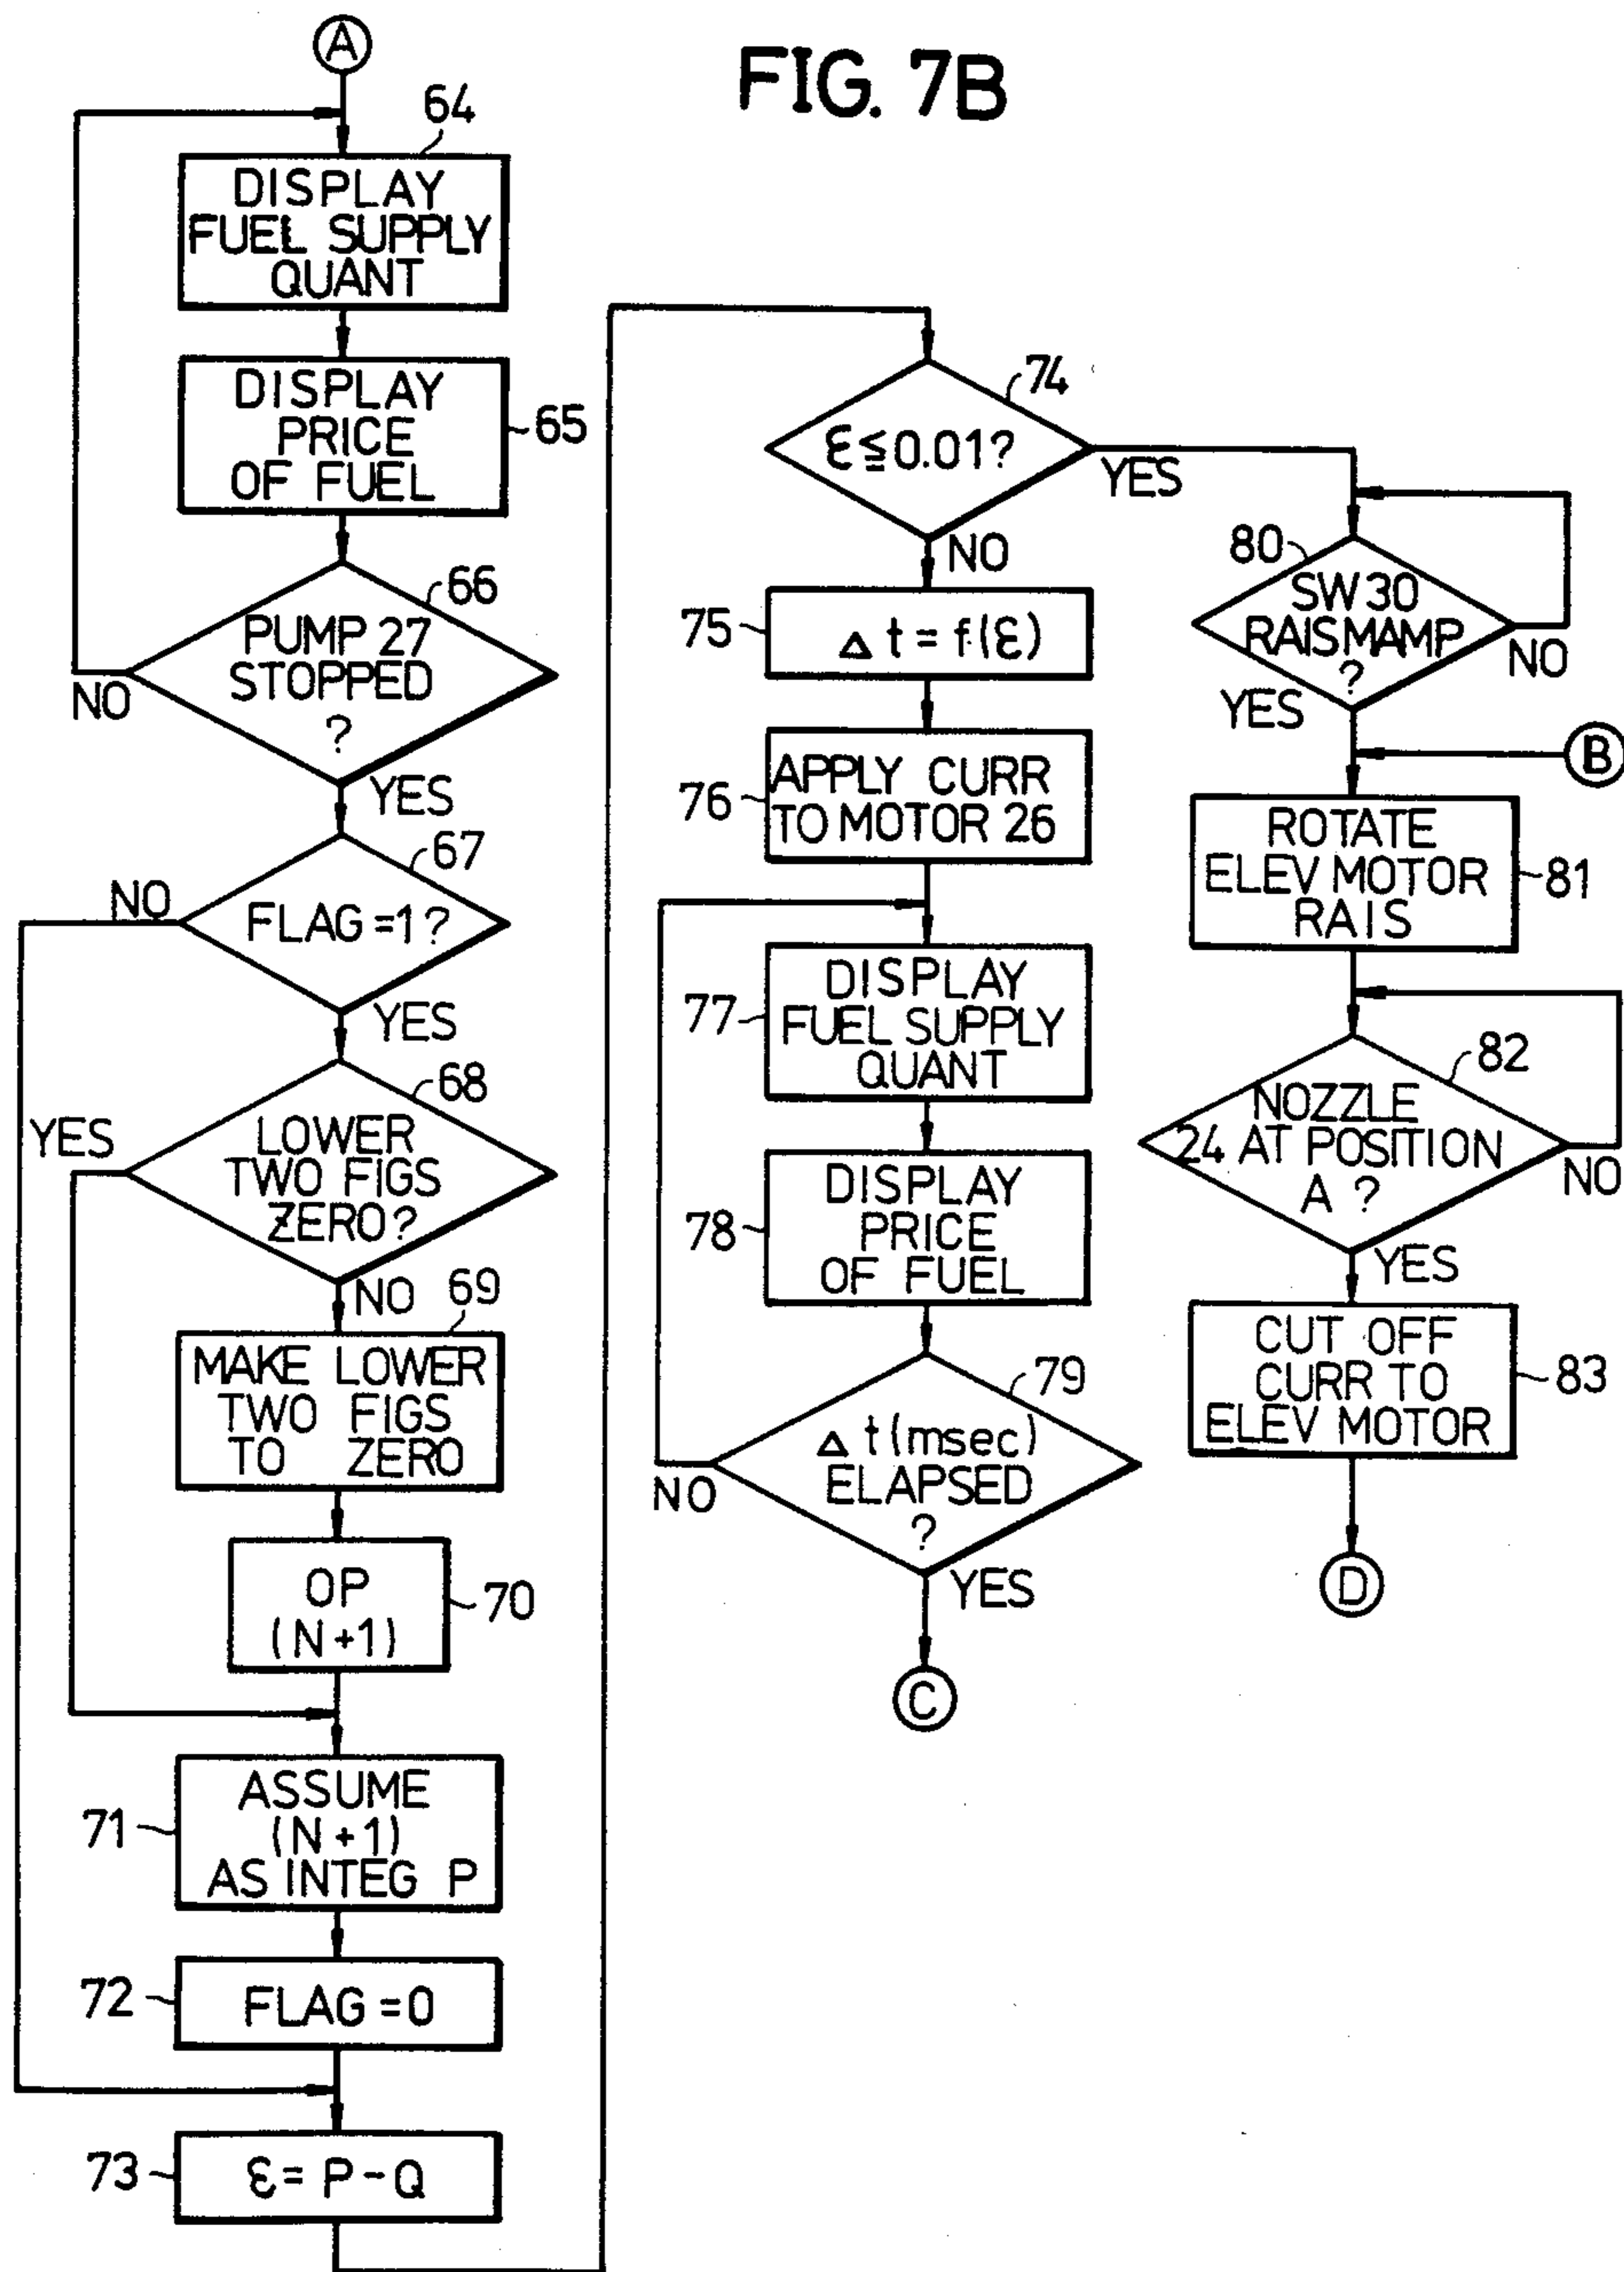 FIG. 7B
A
64
DISPLAY
FUEL SUPPLY
QUANT
DISPLAY
PRICE
OF FUEL
65
66
PUMP 27
STOPPED
?
NO
YES
67
FLAG=1?
NO
YES
68
LOWER
TWO FIGS
ZERO?
YES
NO
69
MAKE LOWER
TWO FIGS
TO ZERO
OP
(N+1)
70
71
ASSUME
(N+1)
AS INTEG P
72
FLAG=0
73
ε=P-Q
74
ε≦0.01?
YES
NO
75
Δt=f(ε)
76
APPLY CURR
TO MOTOR 26
77
DISPLAY
FUEL SUPPLY
QUANT
78
DISPLAY
PRICE
OF FUEL
79
Δt(msec)
ELAPSED
?
NO
YES
C
80
SW30
RAISMAMP
?
NO
YES
B
ROTATE
ELEV MOTOR
RAIS
81
82
NOZZLE
24 AT POSITION
A ?
NO
YES
CUT OFF
CURR TO
ELEV MOTOR
83
D